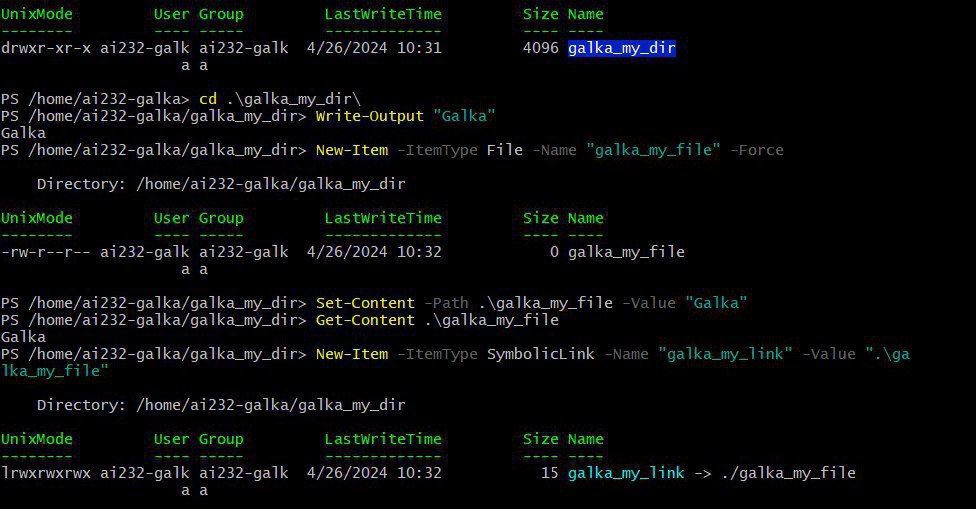 UnixMode         User Group         LastWriteTime         Size Name
--------         ---- -----         -------------         ---- ----
drwxr-xr-x ai232-galk ai232-galk  4/26/2024 10:31         4096 galka_my_dir
                    a a
PS /home/ai232-galka> cd .\galka_my_dir\
PS /home/ai232-galka/galka_my_dir> Write-Output "Galka"
Galka
PS /home/ai232-galka/galka_my_dir> New-Item -ItemType File -Name "galka_my_file" -Force
    Directory: /home/ai232-galka/galka_my_dir
UnixMode         User Group         LastWriteTime         Size Name
--------         ---- -----         -------------         ---- ----
-rw-r--r-- ai232-galk ai232-galk  4/26/2024 10:32            0 galka_my_file
                    a a
PS /home/ai232-galka/galka_my_dir> Set-Content -Path .\galka_my_file -Value "Galka"
PS /home/ai232-galka/galka_my_dir> Get-Content .\galka_my_file
Galka
PS /home/ai232-galka/galka_my_dir> New-Item -ItemType SymbolicLink -Name "galka_my_link" -Value ".\ga
lka_my_file"
    Directory: /home/ai232-galka/galka_my_dir
UnixMode         User Group         LastWriteTime         Size Name
--------         ---- -----         -------------         ---- ----
lrwxrwxrwx ai232-galk ai232-galk  4/26/2024 10:32           15 galka_my_link -> ./galka_my_file
                    a a